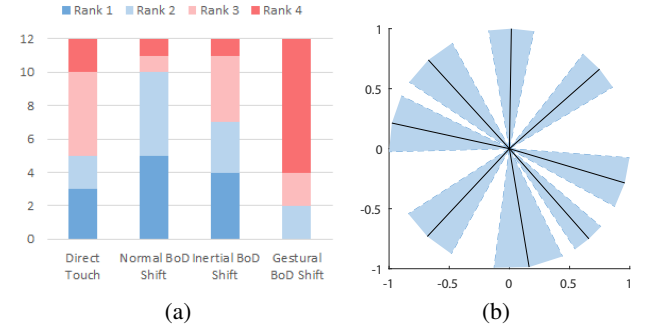 Rank 1 Rank 2 Rank 3 Rank 4
12
10
8
6
4
2
0
Direct Touch
Normal BoD Shift
Inertial BoD Shift
Gestural BoD Shift
(a)
1
0.5
0
-0.5
-1
-1 -0.5 0 0.5 1
(b)